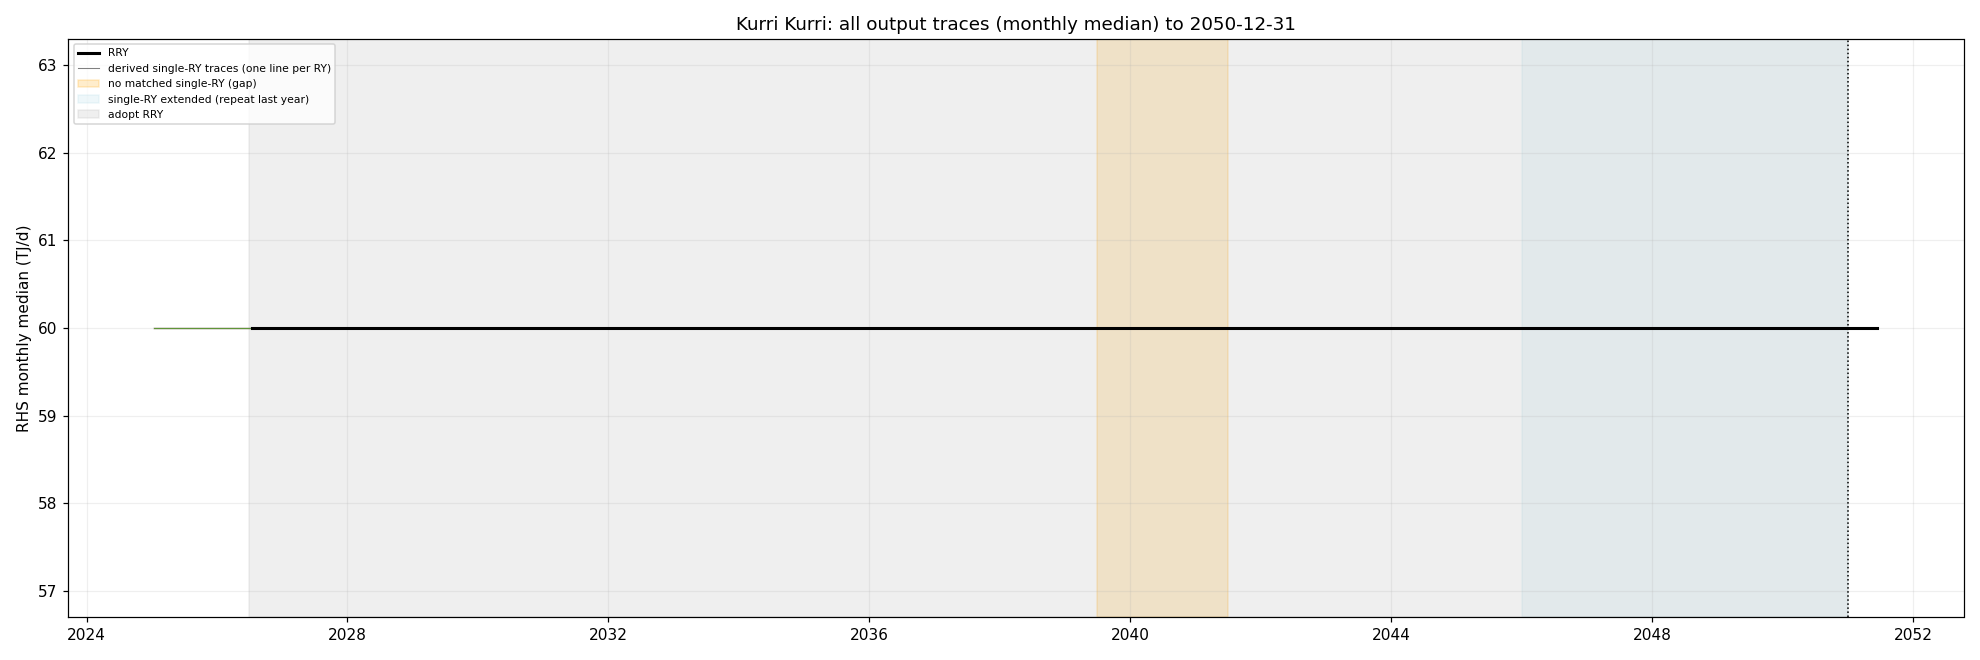 Kurri Kurri: all output traces (monthly median) to 2050-12-31
RRY
derived single-RY traces (one line per RY)
no matched single-RY (gap)
single-RY extended (repeat last year)
adopt RRY
RHS monthly median (TJ/d)
63
62
61
60
59
58
57
2024
2028
2032
2036
2040
2044
2048
2052